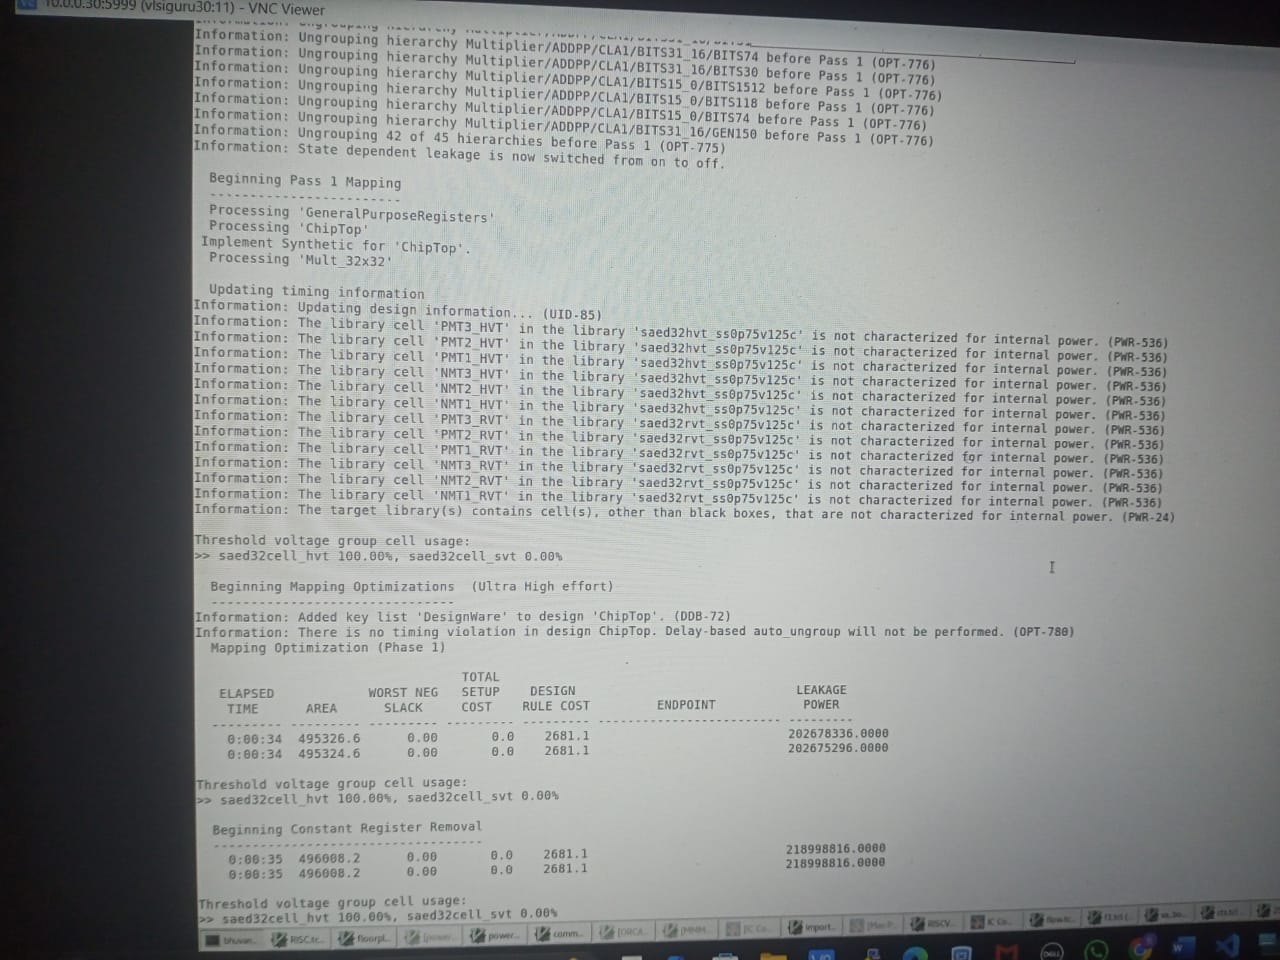 10.0.0.30:5999 (vlsiguru30:11) - VNC Viewer
Information: Ungrouping hierarchy
Information: Ungrouping hierarchy Multiplier/ADDPP/CLA1/BITS31_16/BITS74 before Pass 1 (OPT-776)
Information: Ungrouping hierarchy Multiplier/ADDPP/CLA1/BITS31_16/BITS30 before Pass 1 (OPT-776)
Information: Ungrouping hierarchy Multiplier/ADDPP/CLA1/BITS15_0/BITS1512 before Pass 1 (OPT-776)
Information: Ungrouping hierarchy Multiplier/ADDPP/CLA1/BITS15_0/BITS118 before Pass 1 (OPT-776)
Information: Ungrouping hierarchy Multiplier/ADDPP/CLA1/BITS15_0/BITS74 before Pass 1 (OPT-776)
Information: Ungrouping hierarchy Multiplier/ADDPP/CLA1/BITS31_16/GEN150 before Pass 1 (OPT-776)
Information: Ungrouping 42 of 45 hierarchies before Pass 1 (OPT-775)
Information: State dependent leakage is now switched from on to off.
Beginning Pass 1 Mapping
------------------------
Processing 'GeneralPurposeRegisters'
Processing 'ChipTop'
Implement Synthetic for 'ChipTop'.
Processing 'Mult_32x32'
Updating timing information
Information: Updating design information... (UID-85)
Information: The library cell 'PMT3_HVT' in the library 'saed32hvt_ss0p75v125c' is not characterized for internal power. (PWR-536)
Information: The library cell 'PMT2_HVT' in the library 'saed32hvt_ss0p75v125c' is not characterized for internal power. (PWR-536)
Information: The library cell 'PMT1_HVT' in the library 'saed32hvt_ss0p75v125c' is not characterized for internal power. (PWR-536)
Information: The library cell 'NMT3_HVT' in the library 'saed32hvt_ss0p75v125c' is not characterized for internal power. (PWR-536)
Information: The library cell 'NMT2_HVT' in the library 'saed32hvt_ss0p75v125c' is not characterized for internal power. (PWR-536)
Information: The library cell 'NMT1_HVT' in the library 'saed32hvt_ss0p75v125c' is not characterized for internal power. (PWR-536)
Information: The library cell 'PMT3_RVT' in the library 'saed32rvt_ss0p75v125c' is not characterized for internal power. (PWR-536)
Information: The library cell 'PMT2_RVT' in the library 'saed32rvt_ss0p75v125c' is not characterized for internal power. (PWR-536)
Information: The library cell 'PMT1_RVT' in the library 'saed32rvt_ss0p75v125c' is not characterized for internal power. (PWR-536)
Information: The library cell 'NMT3_RVT' in the library 'saed32rvt_ss0p75v125c' is not characterized for internal power. (PWR-536)
Information: The library cell 'NMT2_RVT' in the library 'saed32rvt_ss0p75v125c' is not characterized for internal power. (PWR-536)
Information: The library cell 'NMT1_RVT' in the library 'saed32rvt_ss0p75v125c' is not characterized for internal power. (PWR-536)
Information: The target library(s) contains cell(s), other than black boxes, that are not characterized for internal power. (PWR-24)
Threshold voltage group cell usage:
>> saed32cell_hvt 100.00%, saed32cell_svt 0.00%
Beginning Mapping Optimizations (Ultra High effort)
-------------------------------
Information: Added key list 'DesignWare' to design 'ChipTop'. (DDB-72)
Information: There is no timing violation in design ChipTop. Delay-based auto_ungroup will not be performed. (OPT-780)
Mapping Optimization (Phase 1)
TOTAL
ELAPSED WORST NEG SETUP DESIGN LEAKAGE
TIME AREA SLACK COST RULE COST ENDPOINT POWER
--------- --------- --------- --------- --------- ------------------------- ---------
0:00:34 495326.6 0.00 0.0 2681.1 202678336.0000
0:00:34 495324.6 0.00 0.0 2681.1 202675296.0000
Threshold voltage group cell usage:
>> saed32cell_hvt 100.00%, saed32cell_svt 0.00%
Beginning Constant Register Removal
-----------------------------------
0:00:35 496008.2 0.00 0.0 2681.1 218998816.0000
0:00:35 496008.2 0.00 0.0 2681.1 218998816.0000
Threshold voltage group cell usage:
>> saed32cell_hvt 100.00%, saed32cell_svt 0.00%
bhuvan... RISC.tc... floorpl... [power... power... comm... [ORCA... [MMM... [IC Co... import... RISCV... IC Co...